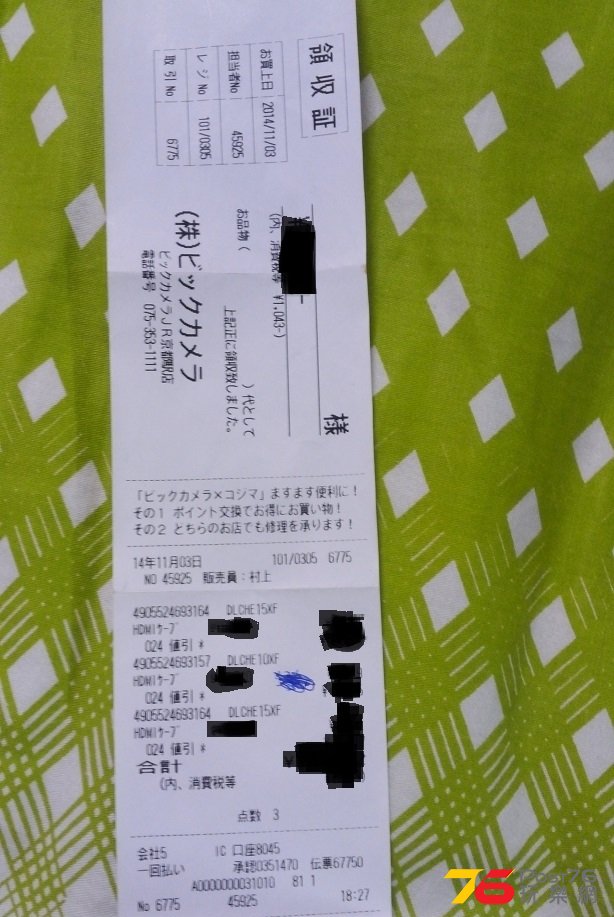 領収証
お買上日 2014/11/03
担当者No 45925
レジNo 101/0305
取引No 6775
様
(内、消費税等 ¥1,043-)
お品物(
)代として
上記正に領収致しました。
(株)ビックカメラ
ビックカメラJR京都駅店
電話番号 075-353-1111
「ビックカメラ×コジマ」ますます便利に!
その1 ポイント交換でお得にお買い物!
その2 どちらのお店でも修理を承ります!
14年11月03日 101/0305 6775
NO 45925 販売員:村上
4905524693164 DLCHE15XF
HDMIケーブ
024 値引 *
4905524693157 DLCHE10XF
HDMIケーブ
024 値引 *
4905524693164 DLCHE15XF
HDMIケーブ
024 値引 *
合計
(内、消費税等
点数 3
会社5 IC 口座8045
一回払い 承認0351470 伝票67750
A0000000031010 81 1
No 6775 45925 18:27
76